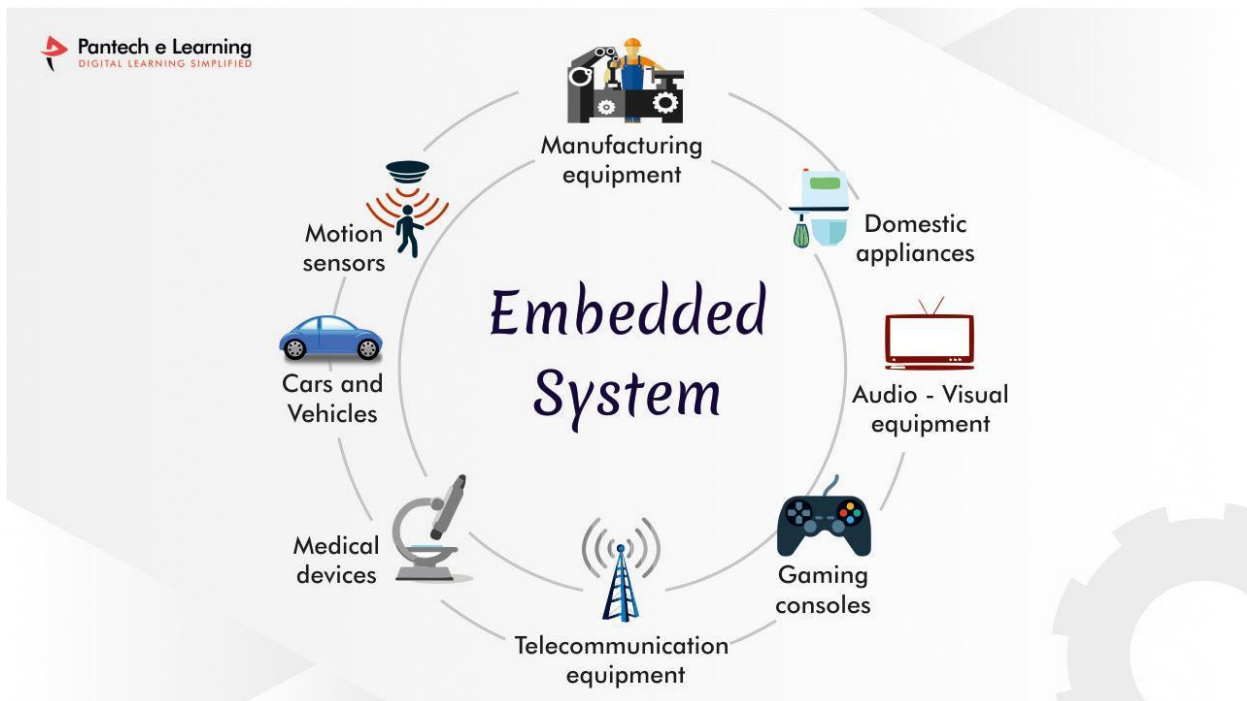 Pantech e Learning
DIGITAL LEARNING SIMPLIFIED
Manufacturing
equipment
Domestic
appliances
Motion
sensors
Embedded
System
Cars and
Vehicles
Audio - Visual
equipment
Medical
devices
Gaming
consoles
Telecommunication
equipment